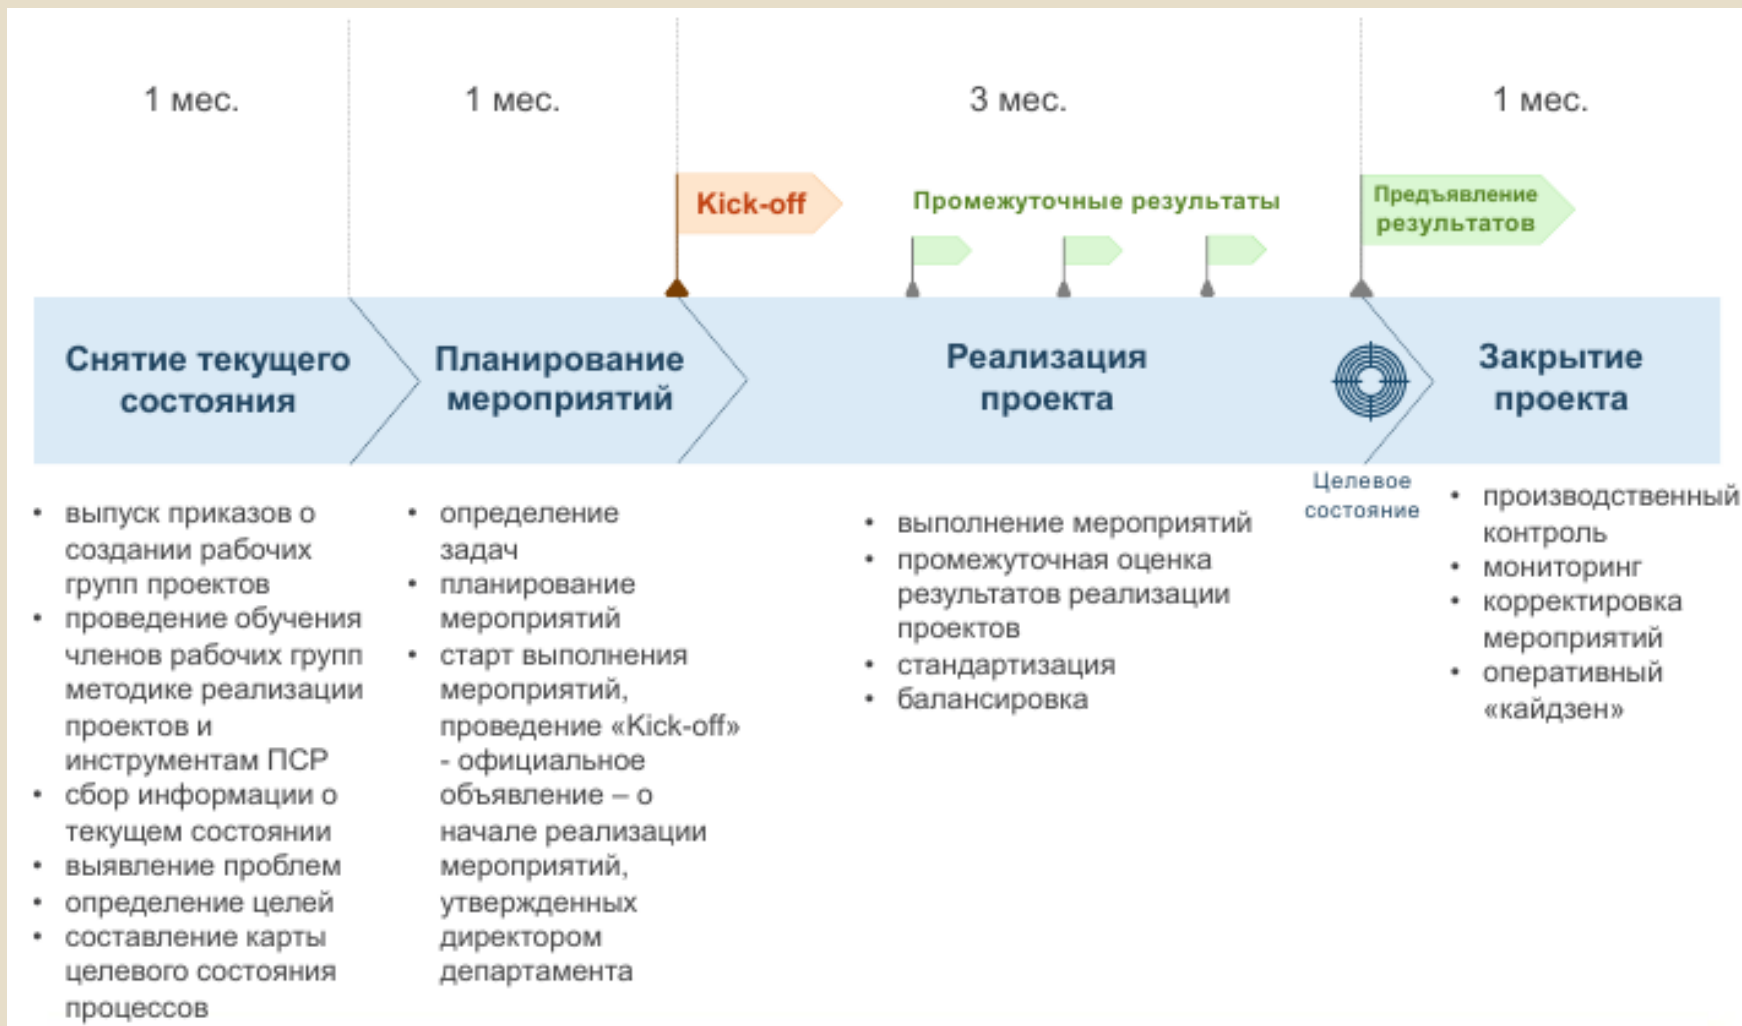 1 мес.
1 мес.
3 мес.
1 мес.
Kick-off
Промежуточные результаты
Предъявление
результатов
Снятие текущего
состояния
Планирование
мероприятий
Реализация
проекта
Закрытие
проекта
Целевое
состояние
• выпуск приказов о
создании рабочих
групп проектов
• проведение обучения
членов рабочих групп
методике реализации
проектов и
инструментам ПСР
• сбор информации о
текущем состоянии
• выявление проблем
• определение целей
• составление карты
целевого состояния
процессов
• определение
задач
• планирование
мероприятий
• старт выполнения
мероприятий,
проведение «Kick-off»
- официальное
объявление – о
начале реализации
мероприятий,
утвержденных
директором
департамента
• выполнение мероприятий
• промежуточная оценка
результатов реализации
проектов
• стандартизация
• балансировка
• производственный
контроль
• мониторинг
• корректировка
мероприятий
• оперативный
«кайдзен»